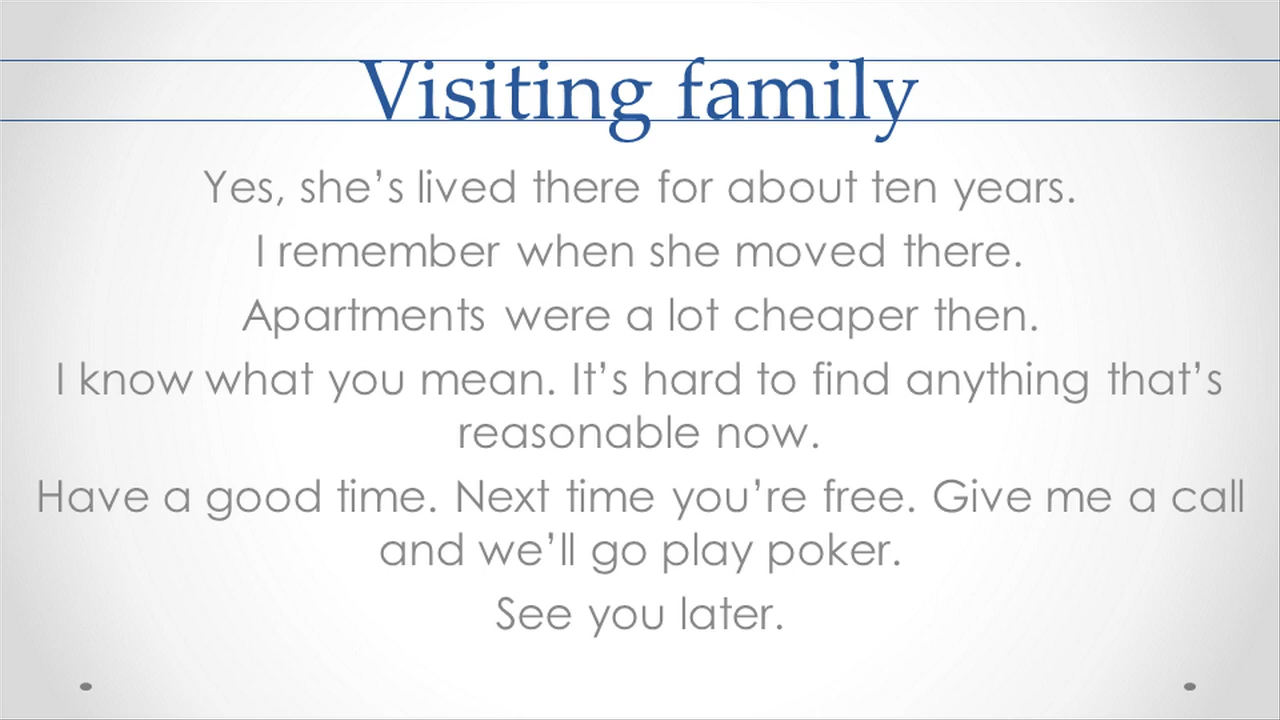 Visiting family
Yes, she’s lived there for about ten years.
I remember when she moved there.
Apartments were a lot cheaper then.
I know what you mean. It’s hard to find anything that’s
reasonable now.
Have a good time. Next time you’re free. Give me a call
and we’ll go play poker.
See you later.